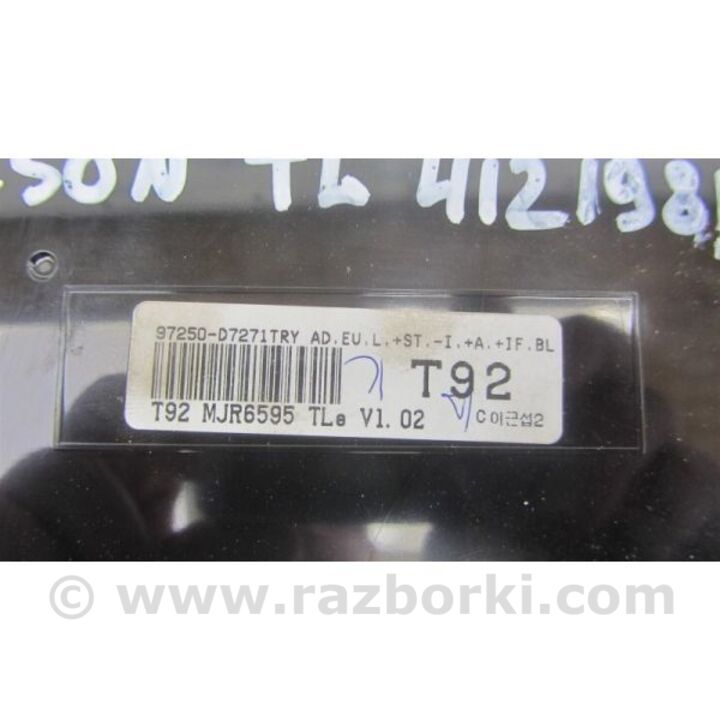 SON TL 412198
97250-D7271TRY AD.EU.L.+ST.-I.+A.+IF.BL
T92
T92 MJR6595 TLe V1.02 C이근섭2
© www.razborki.com